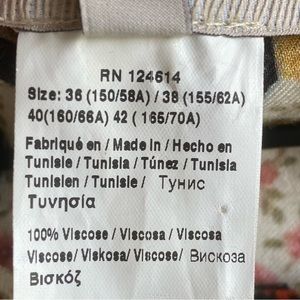 RN 124614
Size: 36 (150/58A) / 38 (155/62A)
40(160/66A) 42 ( 165/70A)
Fabriqué en / Made in / Hecho en
Tunisie / Tunisia / Túnez / Tunisia
Tunisien / Tunisie / Тунис
Τυνησία
100% Viscose / Viscosa / Viscosa
Viscose/ Viskosa/ Viscose/ Вискоза
Βισκόζ